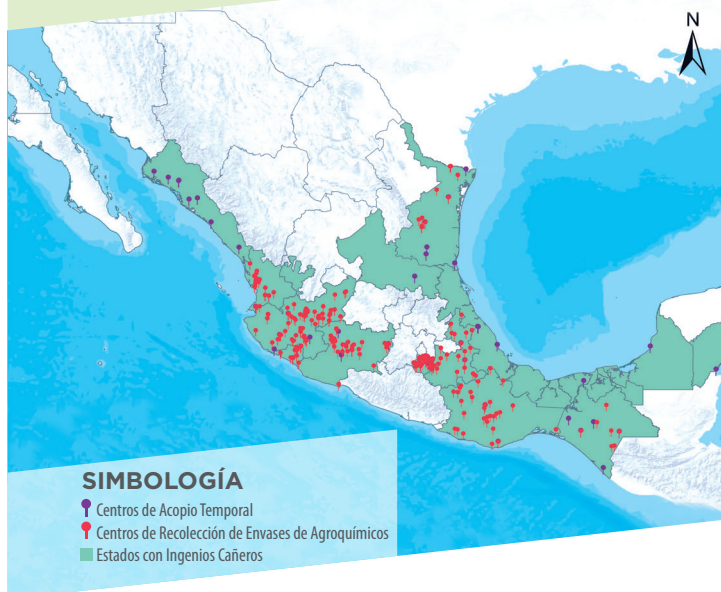 N
SIMBOLOGÍA
Centros de Acopio Temporal
Centros de Recolección de Envases de Agroquímicos
Estados con Ingenios Cañeros